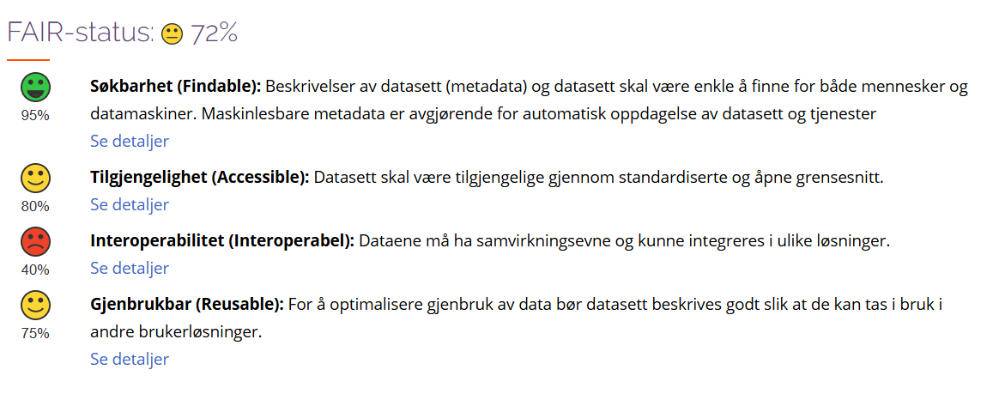 FAIR-status: 72%
95%
Søkbarhet (Findable): Beskrivelser av datasett (metadata) og datasett skal være enkle å finne for både mennesker og
datamaskiner. Maskinlesbare metadata er avgjørende for automatisk oppdagelse av datasett og tjenester
Se detaljer
80%
Tilgjengelighet (Accessible): Datasett skal være tilgjengelige gjennom standardiserte og åpne grensesnitt.
Se detaljer
40%
Interoperabilitet (Interoperabel): Dataene må ha samvirkningsevne og kunne integreres i ulike løsninger.
Se detaljer
75%
Gjenbrukbar (Reusable): For å optimalisere gjenbruk av data bør datasett beskrives godt slik at de kan tas i bruk i
andre brukerløsninger.
Se detaljer